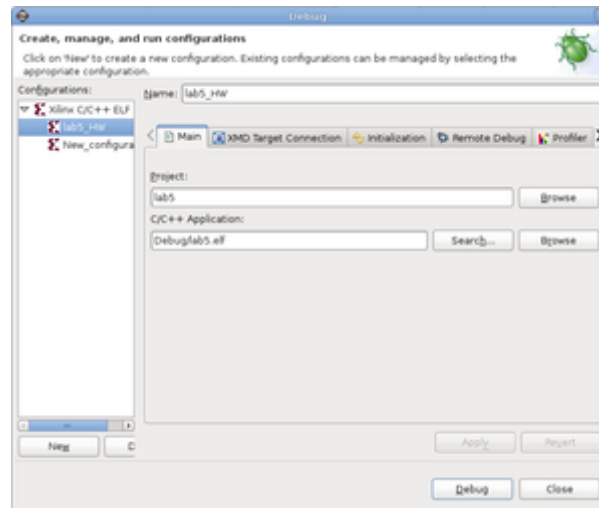 Debug
Create, manage, and run configurations
Click on 'New' to create a new configuration. Existing configurations can be managed by selecting the
appropriate configuration.
Configurations:
Name: lab5_HW
Xilinx C/C++ ELF
lab5_HW
New_configura
Main XMD Target Connection Initialization Remote Debug Profiler
Project:
lab5
Browse
C/C++ Application:
Debug/lab5.elf
Search... Browse
New
Apply Revert
Debug Close